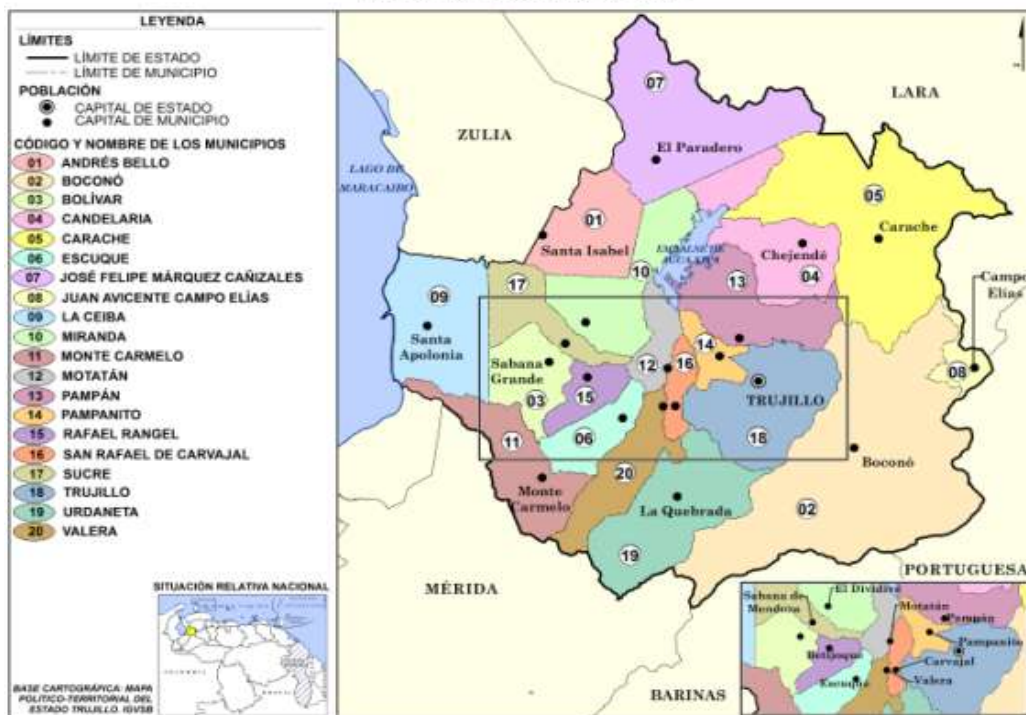 LEYENDA
LÍMITES
LÍMITE DE ESTADO
LÍMITE DE MUNICIPIO
POBLACIÓN
CAPITAL DE ESTADO
CAPITAL DE MUNICIPIO
CÓDIGO Y NOMBRE DE LOS MUNICIPIOS
01 ANDRÉS BELLO
02 BOCONÓ
03 BOLÍVAR
04 CANDELARIA
05 CARACHE
06 ESCUQUE
07 JOSÉ FELIPE MÁRQUEZ CAÑIZALES
08 JUAN AVICENTE CAMPO ELÍAS
09 LA CEIBA
10 MIRANDA
11 MONTE CARMELO
12 MOTATÁN
13 PAMPÁN
14 PAMPANITO
15 RAFAEL RANGEL
16 SAN RAFAEL DE CARVAJAL
17 SUCRE
18 TRUJILLO
19 URDANETA
20 VALERA
SITUACIÓN RELATIVA NACIONAL
BASE CARTOGRÁFICA: MAPA
POLITICO-TERRITORIAL DEL
ESTADO TRUJILLO. IGVSB
07
LARA
ZULIA
El Paradero
LAGO DE
MARACAIBO
05
01
Carache
Santa Isabel
EMBALSE DE
Chejendé
10
04
13
17
Campo
Elías
09
Santa
Apolonia
14
Sabana
Grande
12
16
08
15
TRUJILLO
03
06
18
11
Boconó
20
Monte
Carmelo
La Quebrada
02
19
PORTUGUESA
MÉRIDA
BARINAS
El Dividive
Sabana de
Mendoza
Motatán
Pampán
Pampanito
Betijoque
Carvajal
Escuque
Valera